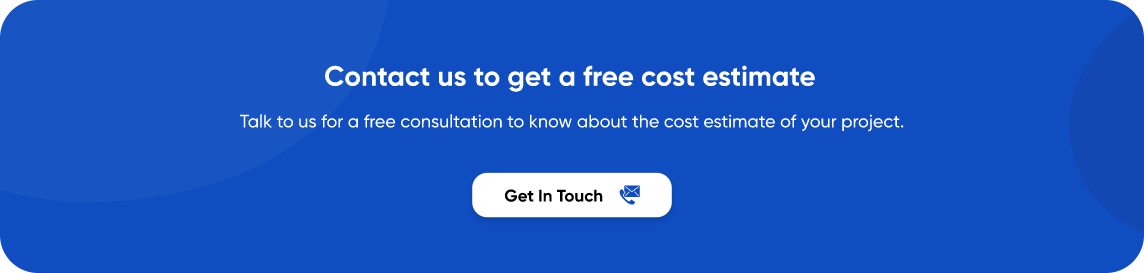 Contact us to get a free cost estimate
Talk to us for a free consultation to know about the cost estimate of your project.
Get In Touch